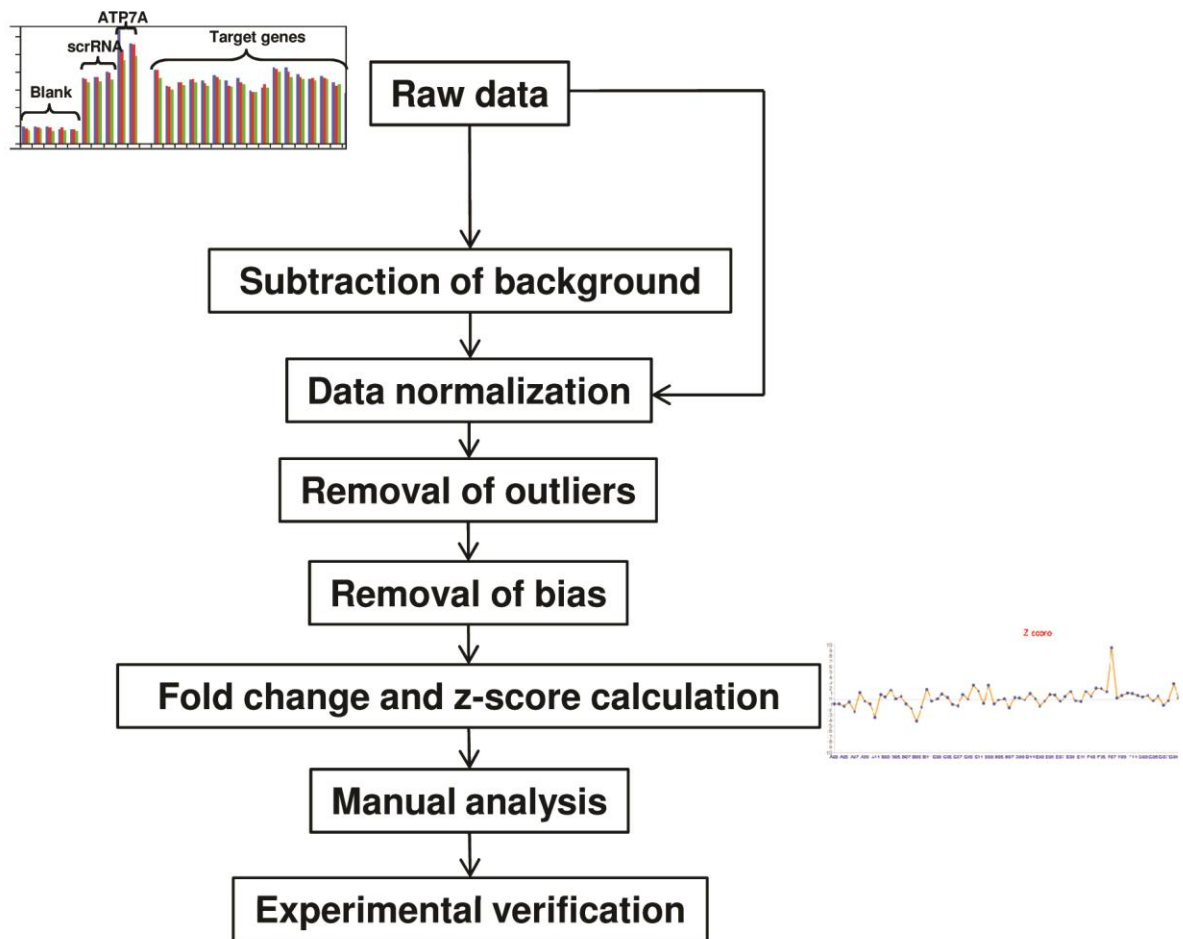 ATP7A
scrRNA
Target genes
Blank
Raw data
Subtraction of background
Data normalization
Removal of outliers
Removal of bias
Z score
Fold change and z-score calculation
Manual analysis
Experimental verification